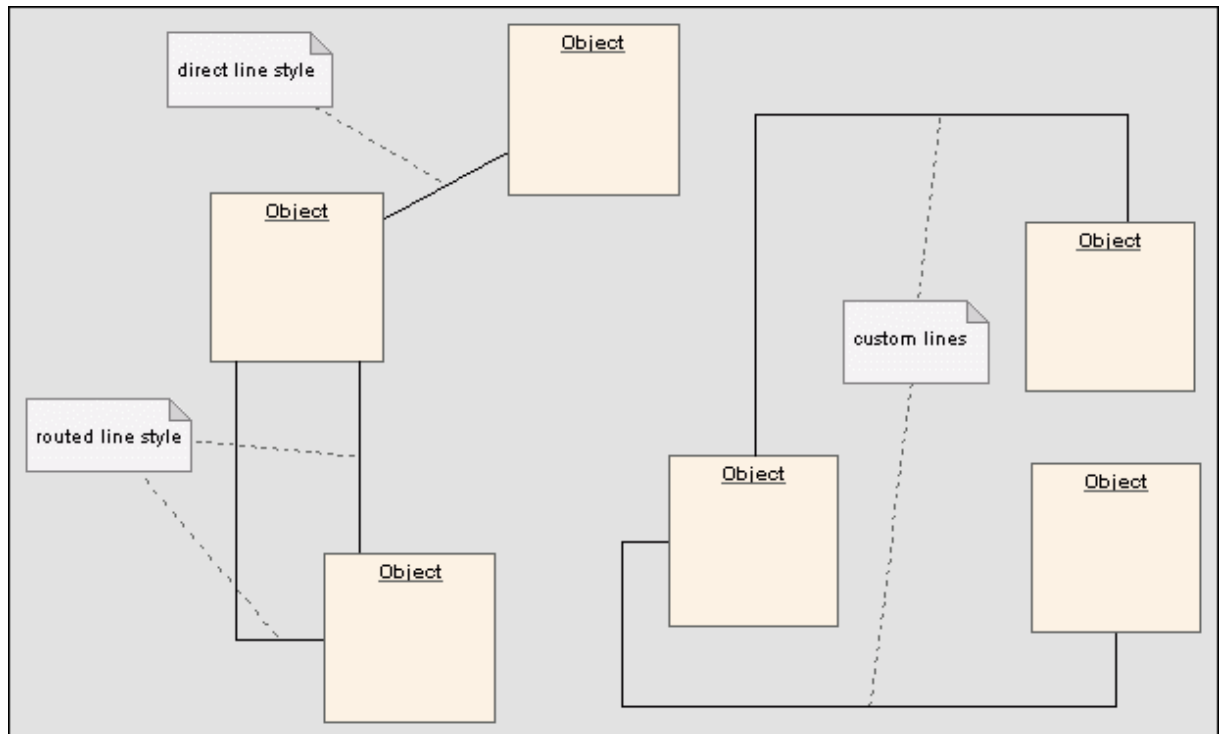 direct line style
Object
Object
routed line style
Object
Object
custom lines
Object
Object